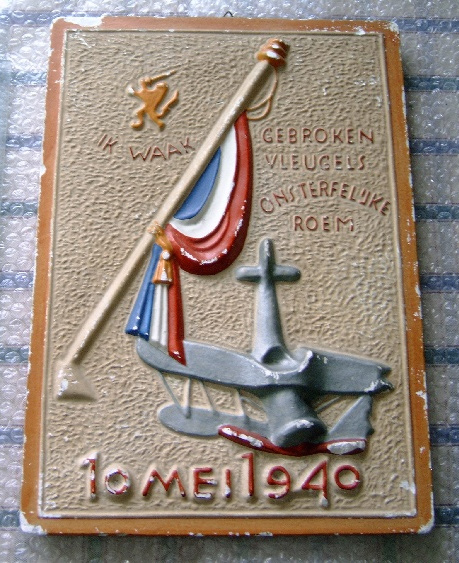 IK WAAK
GEBROKEN
VLEUGELS
ONSTERFELIJKE
ROEM
10 MEI 1940